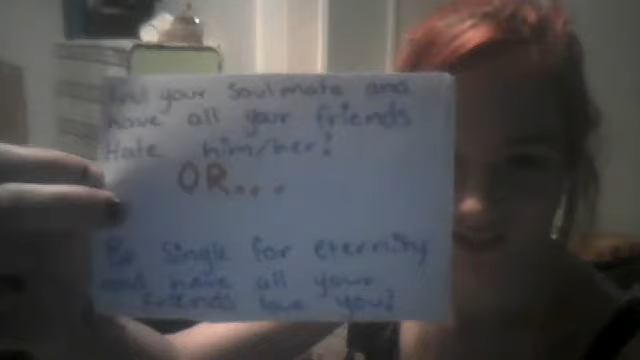 Find your Soulmate and
have all your friends
Hate him/her?
OR....
Be Single for eternity
and have all your
friends love you?